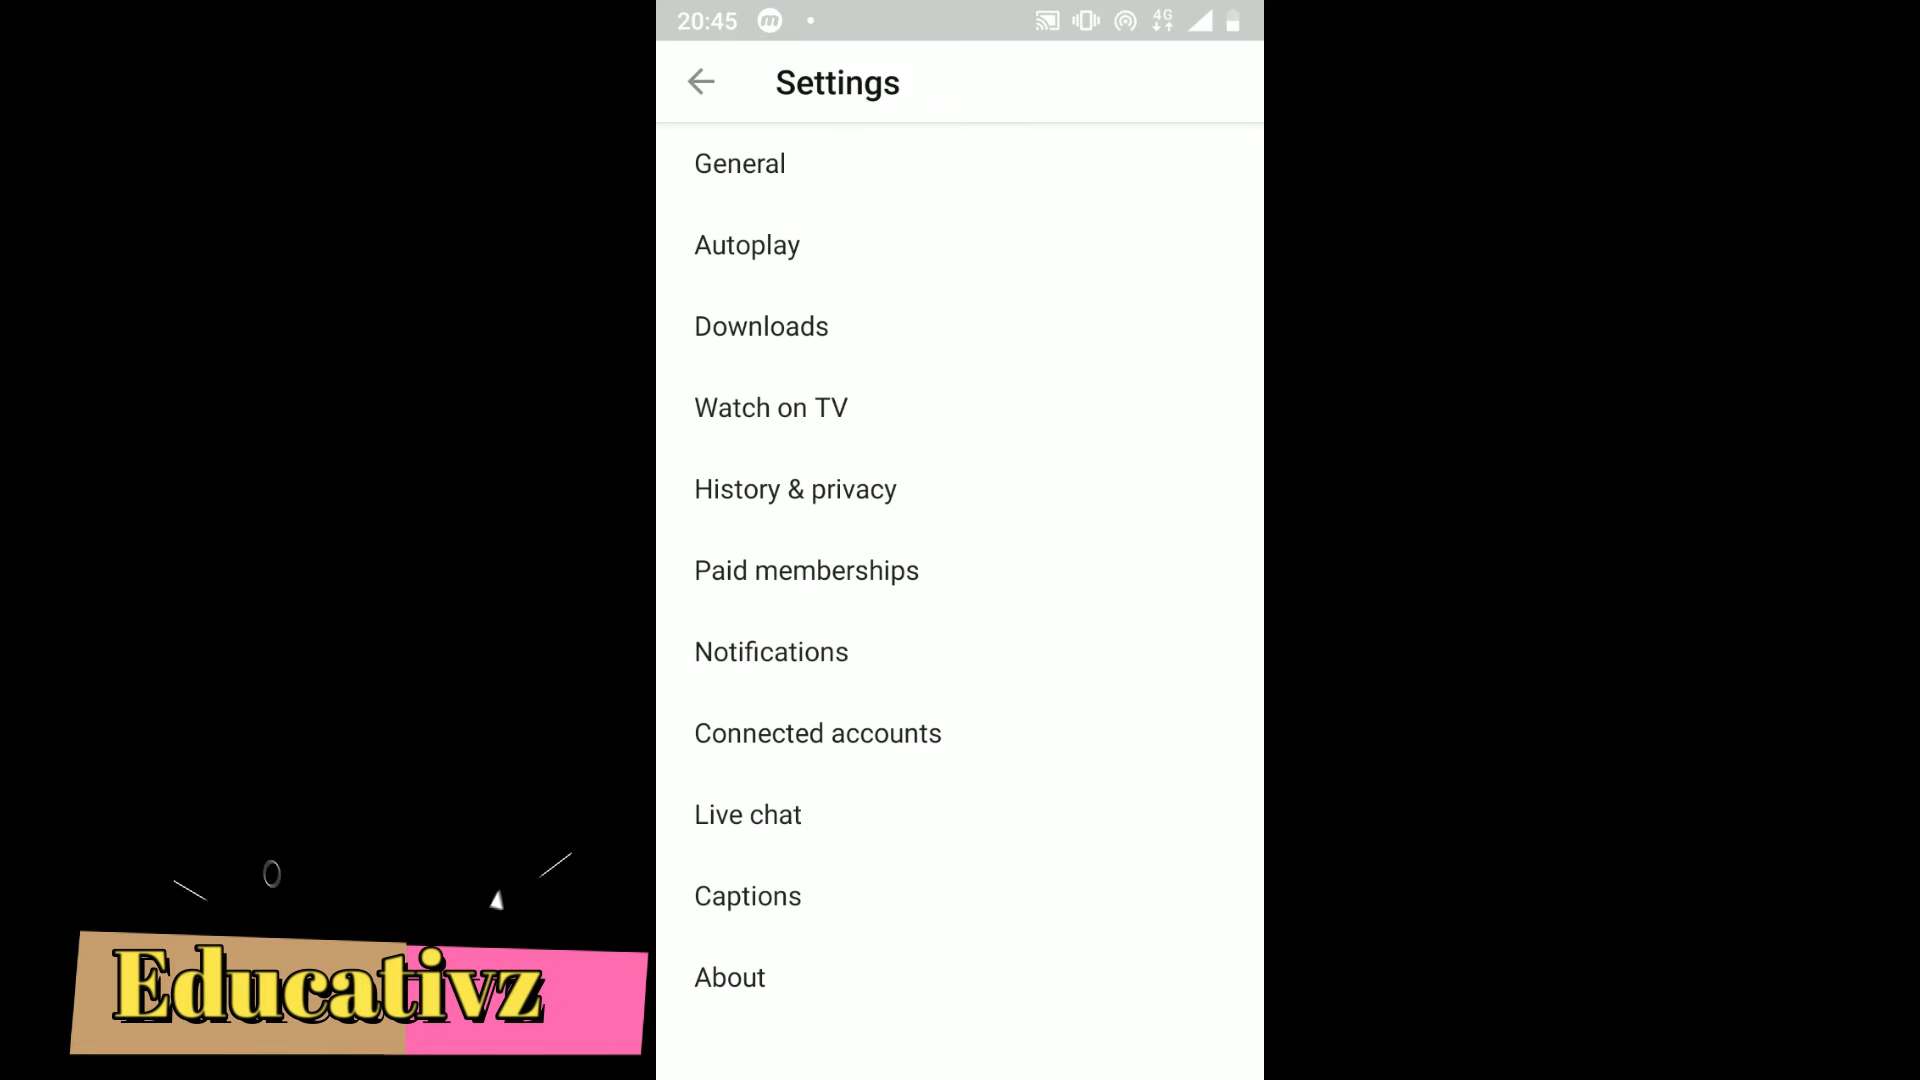 20:45
4G
Settings
General
Autoplay
Downloads
Watch on TV
History & privacy
Paid memberships
Notifications
Connected accounts
Live chat
Captions
About
Educativz